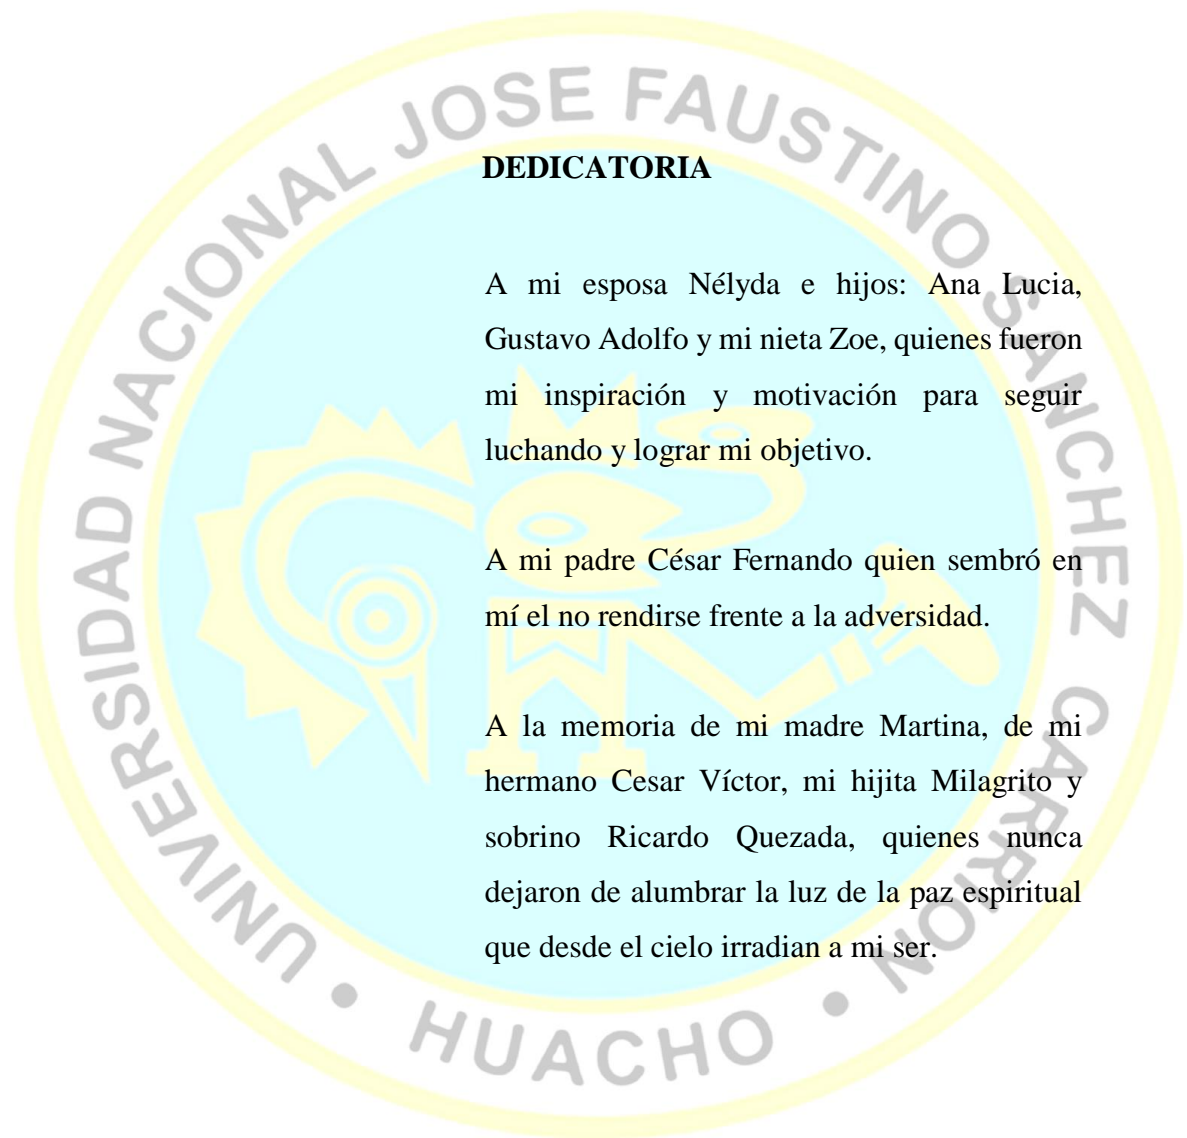 UNIVERSIDAD NACIONAL JOSE FAUSTINO SANCHEZ CARRION
• HUACHO •
DEDICATORIA
A mi esposa Nélyda e hijos: Ana Lucia,
Gustavo Adolfo y mi nieta Zoe, quienes fueron
mi inspiración y motivación para seguir
luchando y lograr mi objetivo.
A mi padre César Fernando quien sembró en
mí el no rendirse frente a la adversidad.
A la memoria de mi madre Martina, de mi
hermano Cesar Víctor, mi hijita Milagrito y
sobrino Ricardo Quezada, quienes nunca
dejaron de alumbrar la luz de la paz espiritual
que desde el cielo irradian a mi ser.